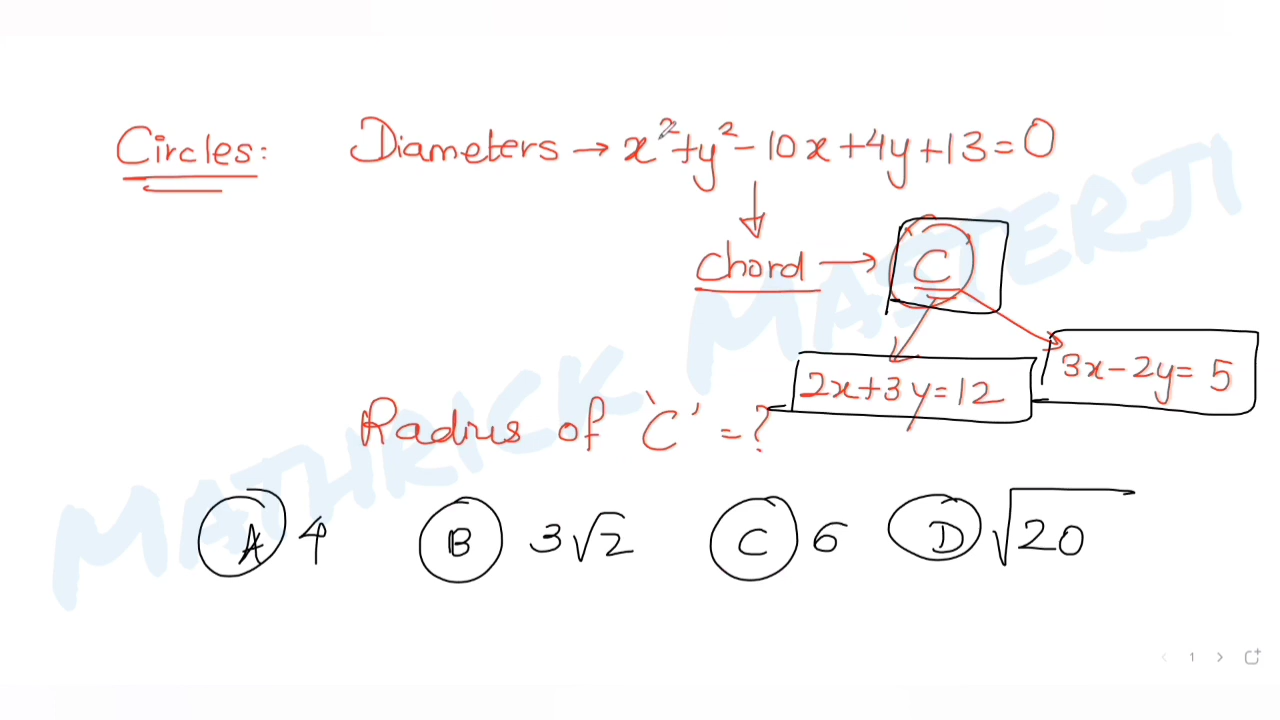 Circles: Diameters → x²+y²-10x+4y+13=0
Chord → C
2x+3y=12
3x-2y=5
Radius of 'C' = ?
A 4 B 3√2 C 6 D √20
MATHRICK MASTERJI
1